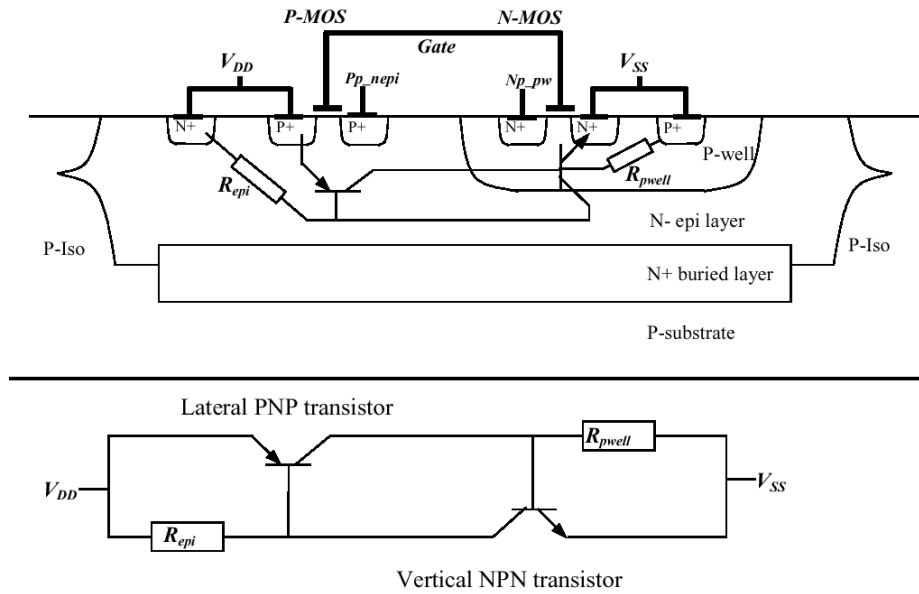 P-MOS N-MOS
Gate
V_DD Pp_nepi Np_pw V_SS
N+ P+ P+ N+ N+ P+
P-well
R_epi R_pwell
N- epi layer
P-Iso P-Iso
N+ buried layer
P-substrate
Lateral PNP transistor
R_pwell
V_DD V_SS
R_epi
Vertical NPN transistor